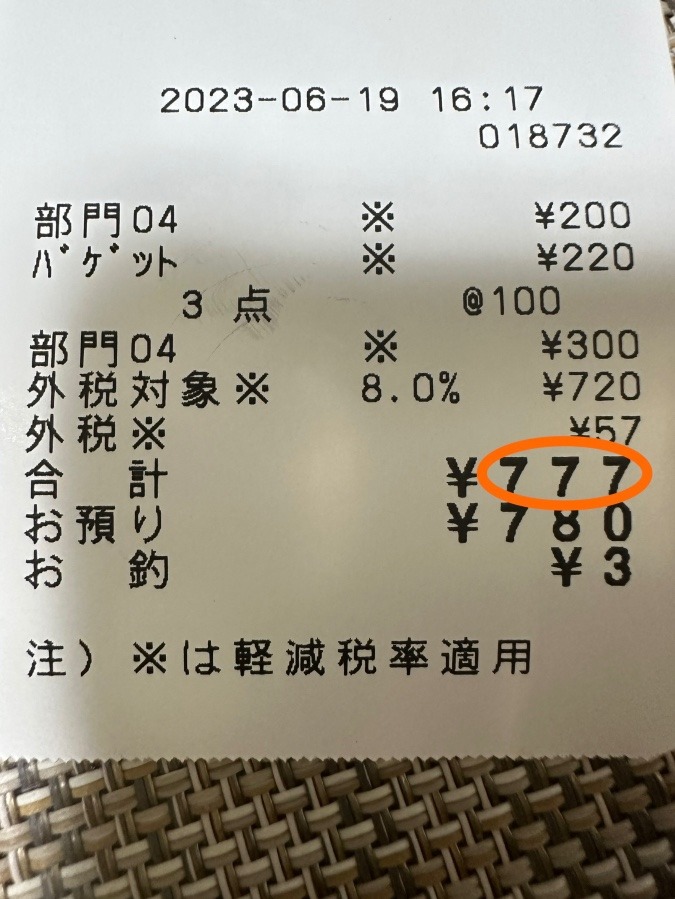 2023-06-19 16:17
018732
部門04 ※ ¥200
バゲット ※ ¥220
3点 @100
部門04 ※ ¥300
外税対象※ 8.0% ¥720
外税※ ¥57
合計 ¥777
お預り ¥780
お釣 ¥3
注)※は軽減税率適用